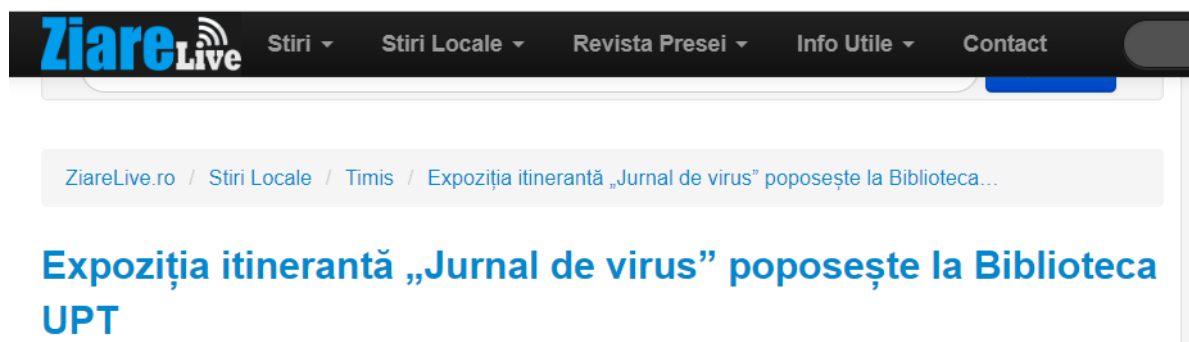 ZiareLive Stiri Stiri Locale Revista Presei Info Utile Contact
ZiareLive.ro / Stiri Locale / Timis / Expoziția itinerantă „Jurnal de virus” poposește la Biblioteca…
Expoziția itinerantă „Jurnal de virus” poposește la Biblioteca
UPT